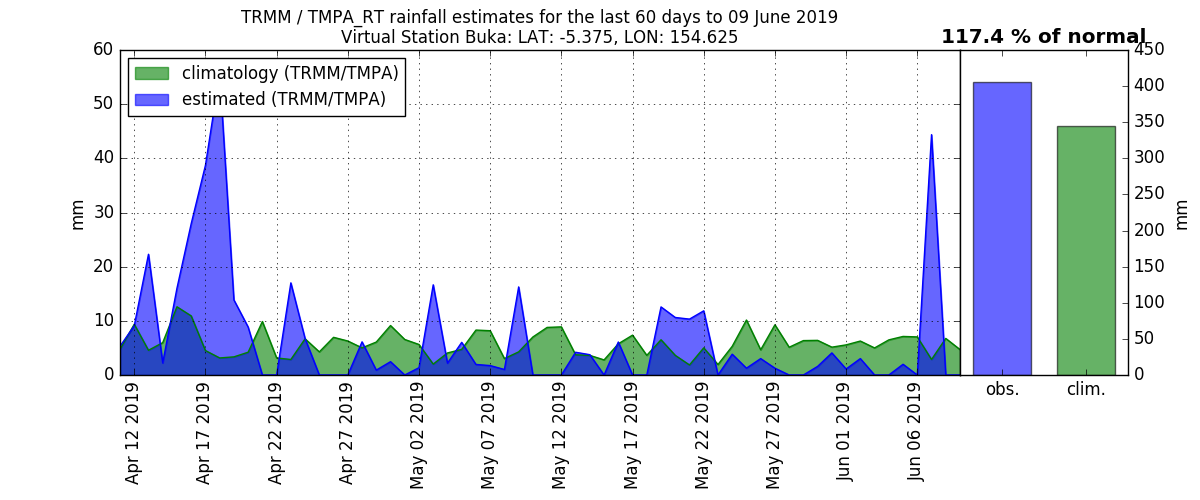 TRMM / TMPA_RT rainfall estimates for the last 60 days to 09 June 2019
Virtual Station Buka: LAT: -5.375, LON: 154.625
117.4 % of normal
climatology (TRMM/TMPA)
estimated (TRMM/TMPA)
60
50
40
30
20
10
0
mm
450
400
350
300
250
200
150
100
50
0
mm
Apr 12 2019
Apr 17 2019
Apr 22 2019
Apr 27 2019
May 02 2019
May 07 2019
May 12 2019
May 17 2019
May 22 2019
May 27 2019
Jun 01 2019
Jun 06 2019
obs.
clim.